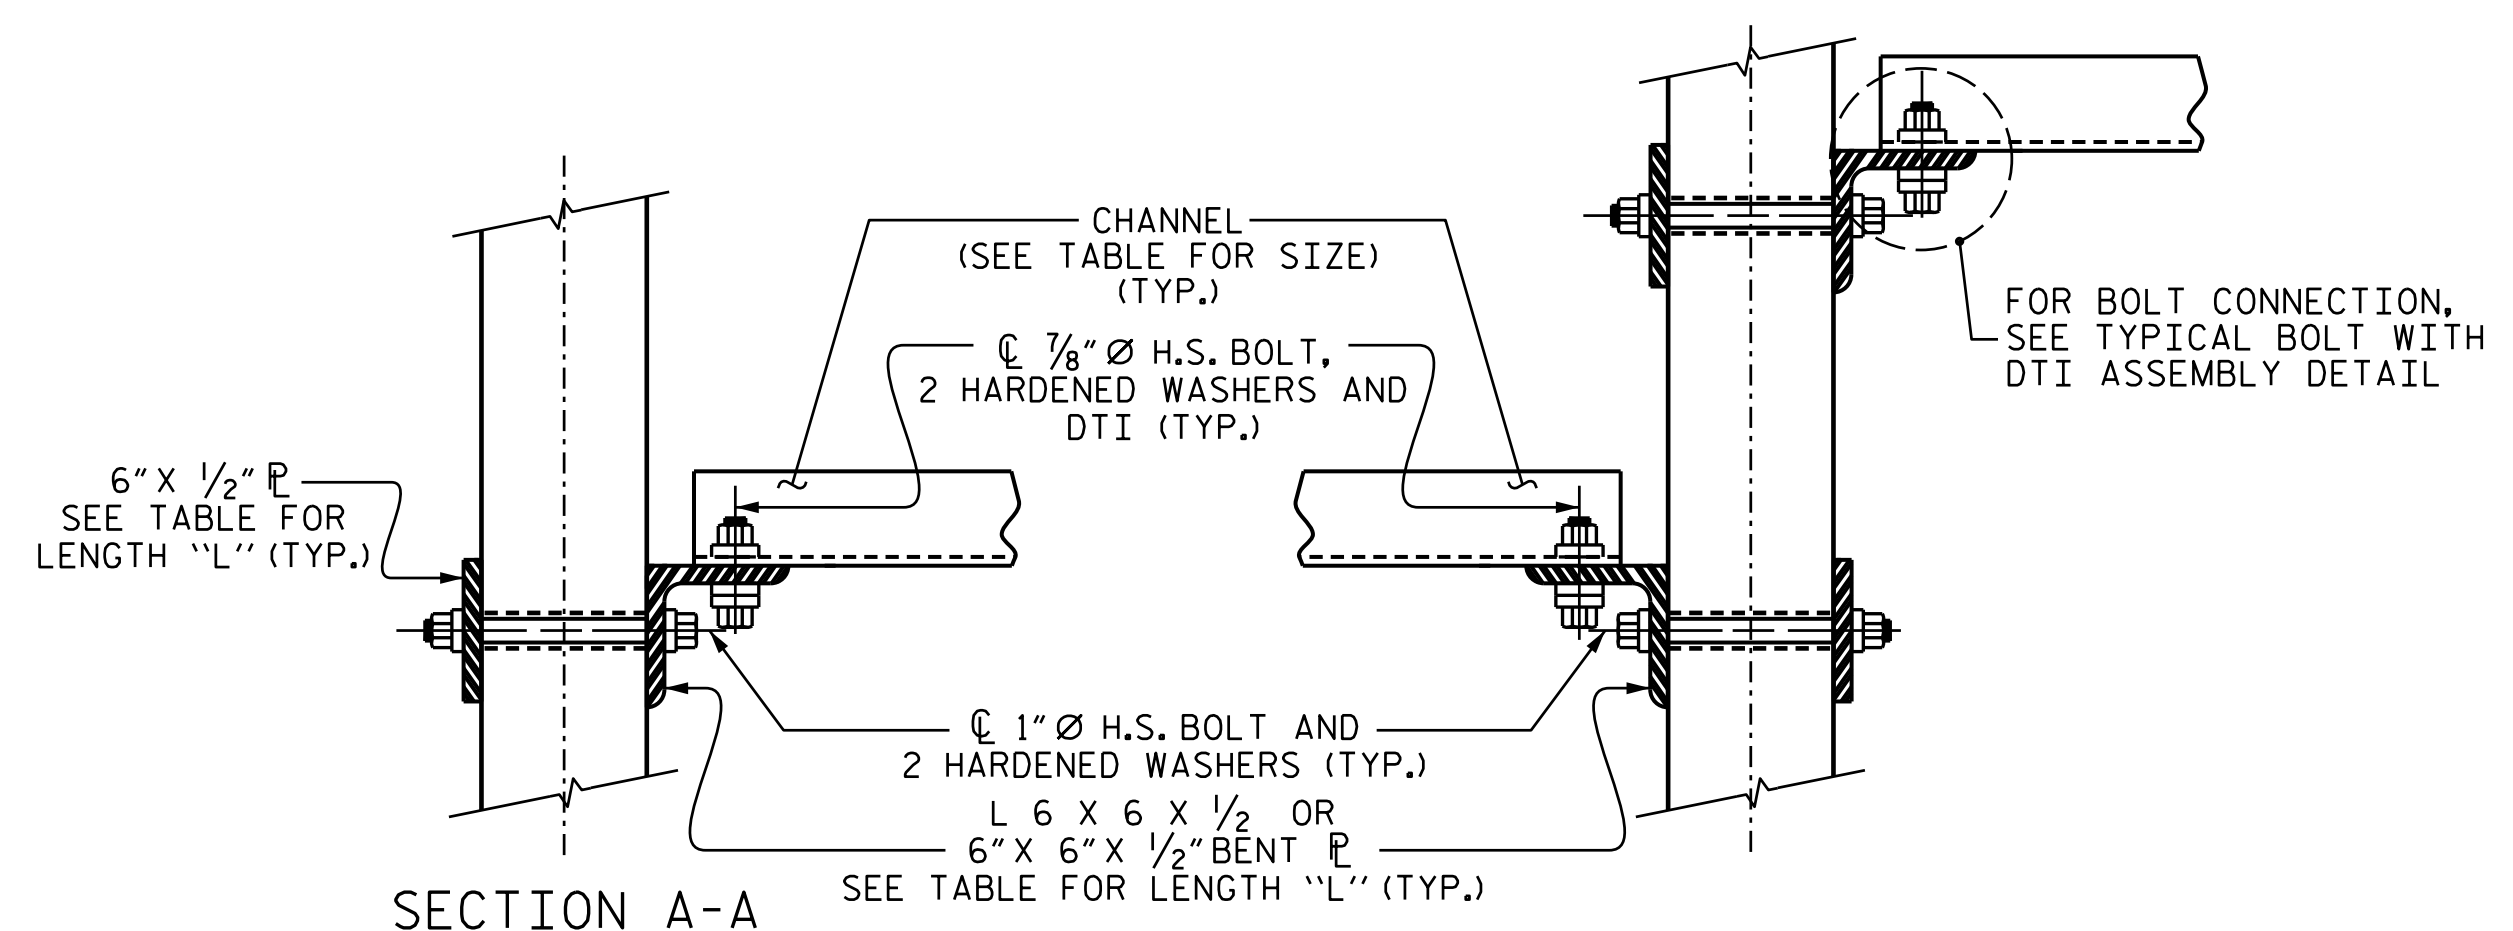 CHANNEL
(SEE TABLE FOR SIZE)
(TYP.)
℄ 7/8"Ø H.S.BOLT,
2 HARDENED WASHERS AND
DTI (TYP.)
FOR BOLT CONNECTION,
SEE TYPICAL BOLT WITH
DTI ASSEMBLY DETAIL
6"X 1/2"℄
SEE TABLE FOR
LENGTH "L"(TYP.)
℄ 1"Ø H.S.BOLT AND
2 HARDENED WASHERS (TYP.)
L 6 X 6 X 1/2 OR
6"X 6"X 1/2"BENT ℄
SEE TABLE FOR LENGTH "L"(TYP.)
SECTION A-A